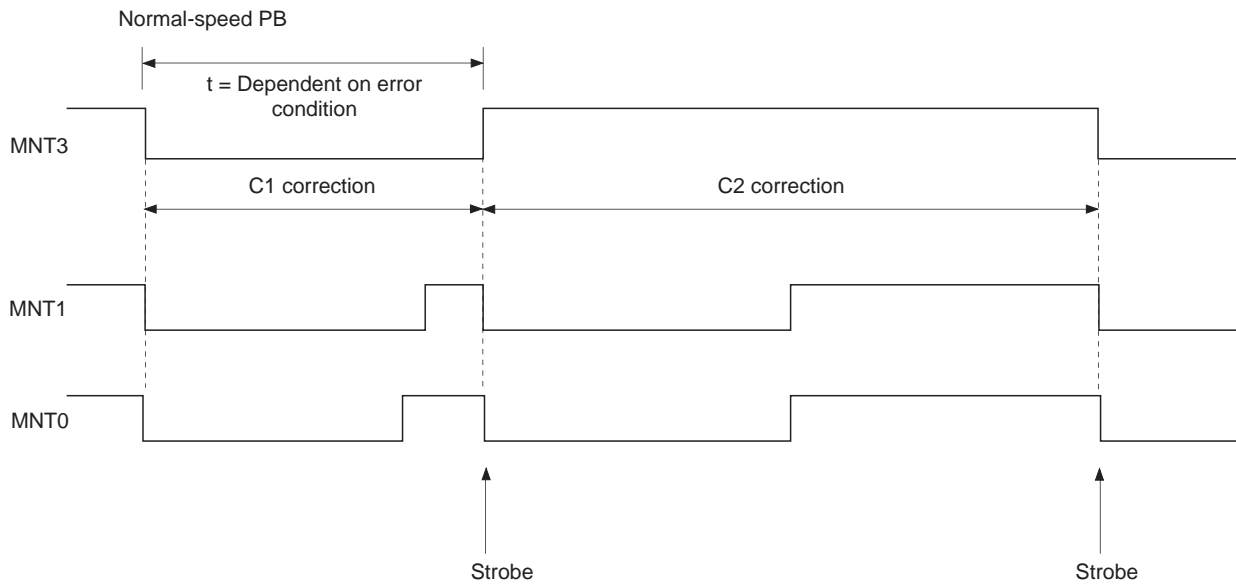 Normal-speed PB
t = Dependent on error
condition
MNT3
C1 correction
C2 correction
MNT1
MNT0
Strobe
Strobe